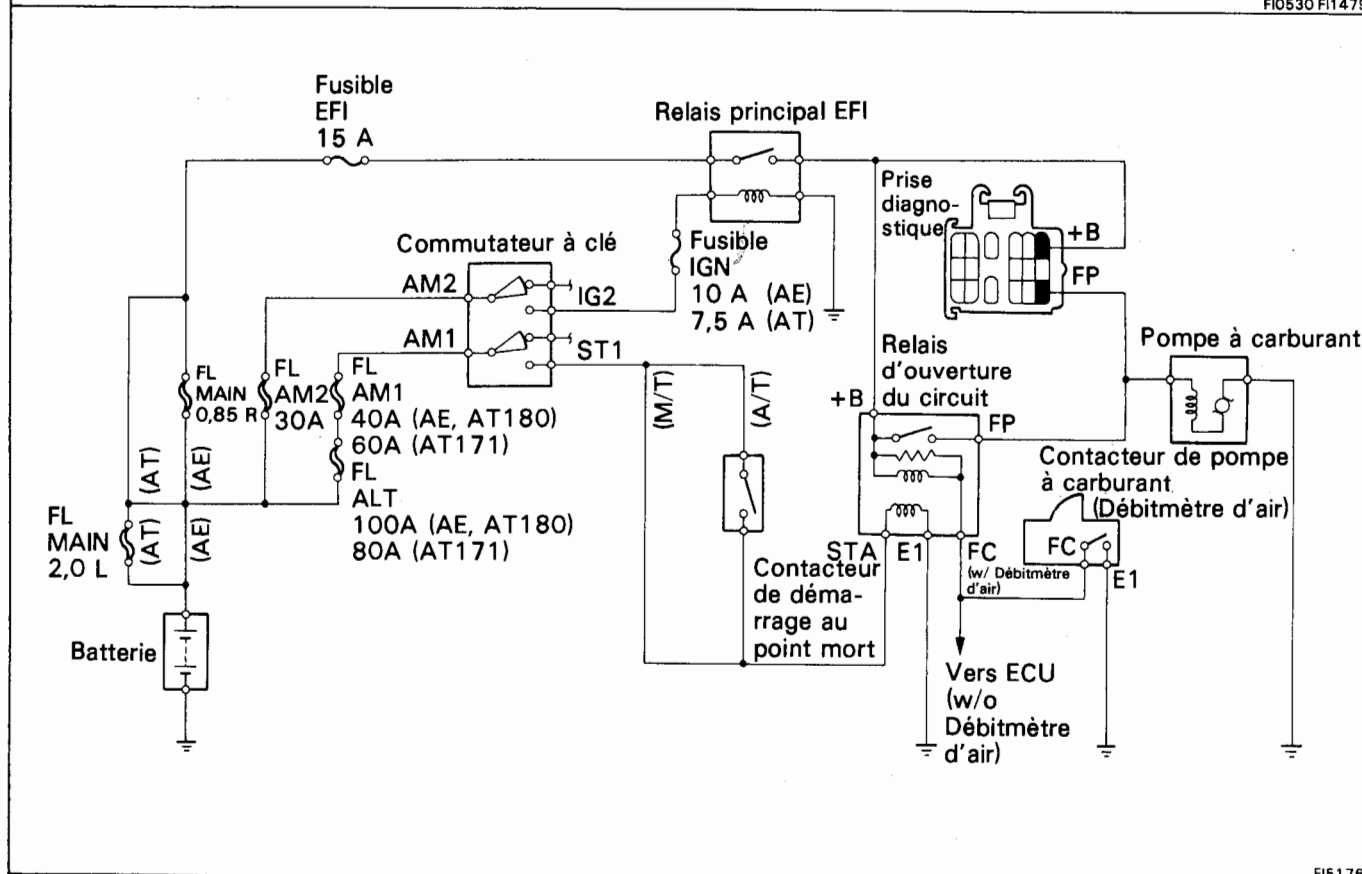 FI0530 FI1479
Fusible
EFI
15 A
Relais principal EFI
Prise
diagno-
stique
+B
FP
Commutateur à clé
AM2
IG2
AM1
ST1
Fusible
IGN
10 A (AE)
7,5 A (AT)
FL
MAIN
0,85 R
FL
AM2
30A
FL
AM1
40A (AE, AT180)
60A (AT171)
FL
ALT
100A (AE, AT180)
80A (AT171)
(AT)
(AE)
FL
MAIN
2,0 L
(AT)
(AE)
Batterie
(M/T)
(A/T)
Contacteur
de déma-
rrage au
point mort
Relais
d'ouverture
du circuit
+B
FP
STA
E1
FC
(w/ Débitmètre
d'air)
Pompe à carburant
Contacteur de pompe
à carburant
(Débitmètre d'air)
FC
E1
Vers ECU
(w/o
Débitmètre
d'air)